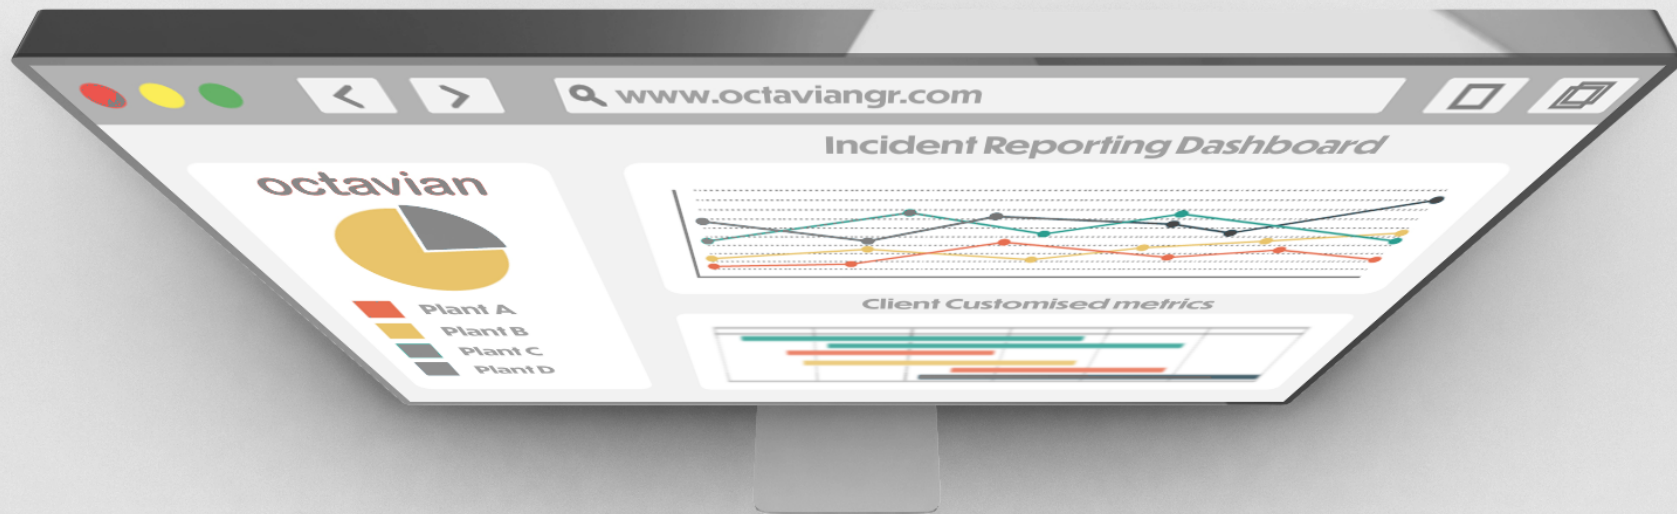 www.octaviangr.com
Incident Reporting Dashboard
octavian
Plant A
Plant B
Plant C
Plant D
Client Customised metrics